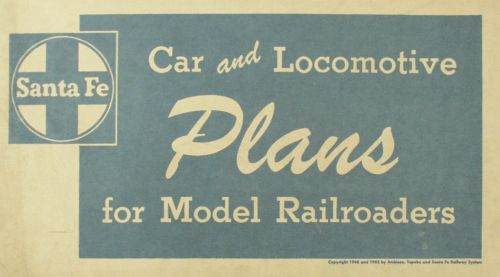 Santa Fe
Car and Locomotive
Plans
for Model Railroaders
Copyright 1948 and 1952 by Atchison, Topeka and Santa Fe Railway System